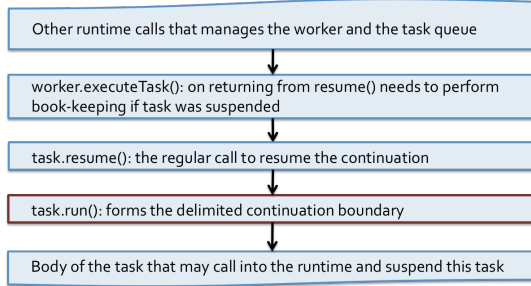 Other runtime calls that manages the worker and the task queue
worker.executeTask(): on returning from resume() needs to perform
book-keeping if task was suspended
task.resume(): the regular call to resume the continuation
task.run(): forms the delimited continuation boundary
Body of the task that may call into the runtime and suspend this task